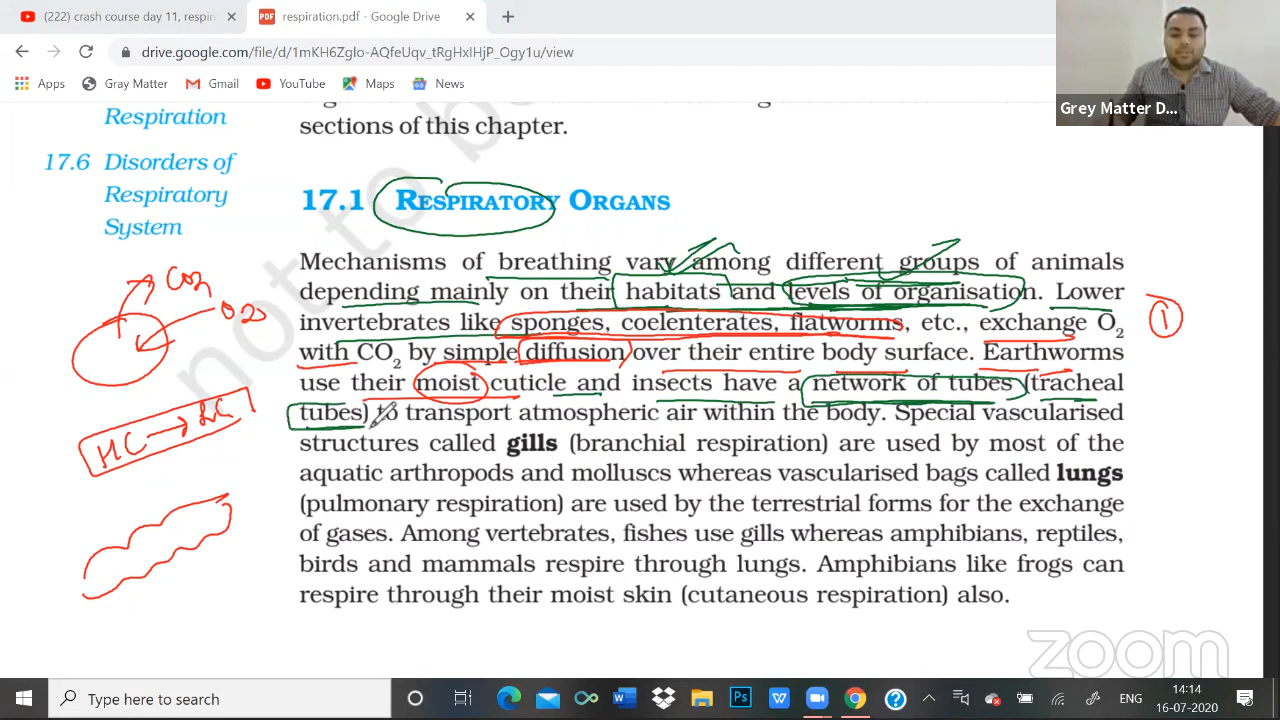 (222) crash course day 11, respir
respiration.pdf - Google Drive
drive.google.com/file/d/1mKH6Zglo-AQfeUqv_tRgHxlHjP_Ogy1u/view
Apps Gray Matter Gmail YouTube Maps News
Grey Matter D...
Respiration
sections of this chapter.
17.6 Disorders of
Respiratory
System
17.1 RESPIRATORY ORGANS
Mechanisms of breathing vary among different groups of animals
depending mainly on their habitats and levels of organisation. Lower
invertebrates like sponges, coelenterates, flatworms, etc., exchange O2
with CO2 by simple diffusion over their entire body surface. Earthworms
use their moist cuticle and insects have a network of tubes (tracheal
tubes) to transport atmospheric air within the body. Special vascularised
structures called gills (branchial respiration) are used by most of the
aquatic arthropods and molluscs whereas vascularised bags called lungs
(pulmonary respiration) are used by the terrestrial forms for the exchange
of gases. Among vertebrates, fishes use gills whereas amphibians, reptiles,
birds and mammals respire through lungs. Amphibians like frogs can
respire through their moist skin (cutaneous respiration) also.
CO2
O2
HC → LC
1
not to be
zoom
Type here to search
ENG
14:14
16-07-2020